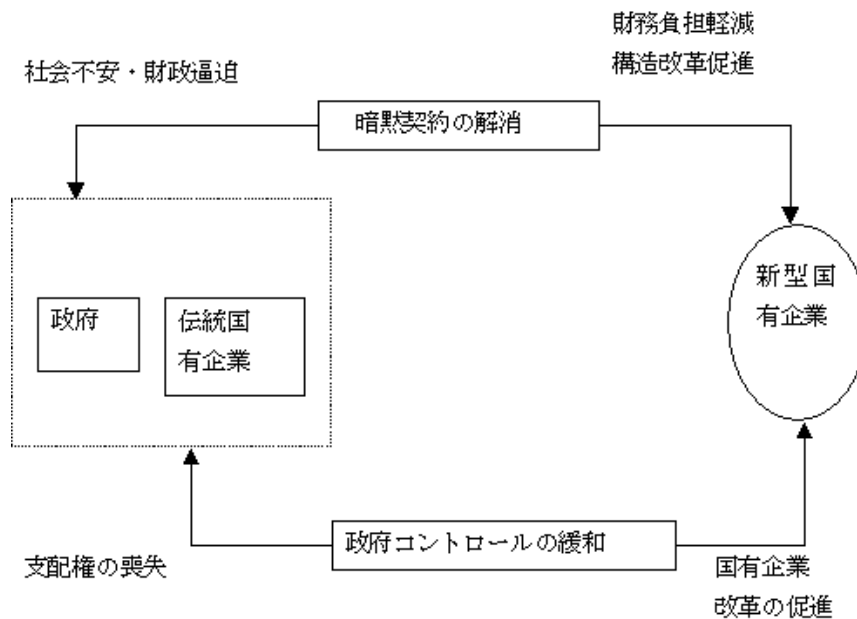 財務負担軽減
構造改革促進
社会不安・財政逼迫
暗黙契約の解消
新型国
有企業
政府
伝統国
有企業
政府コントロールの緩和
支配権の喪失
国有企業
改革の促進